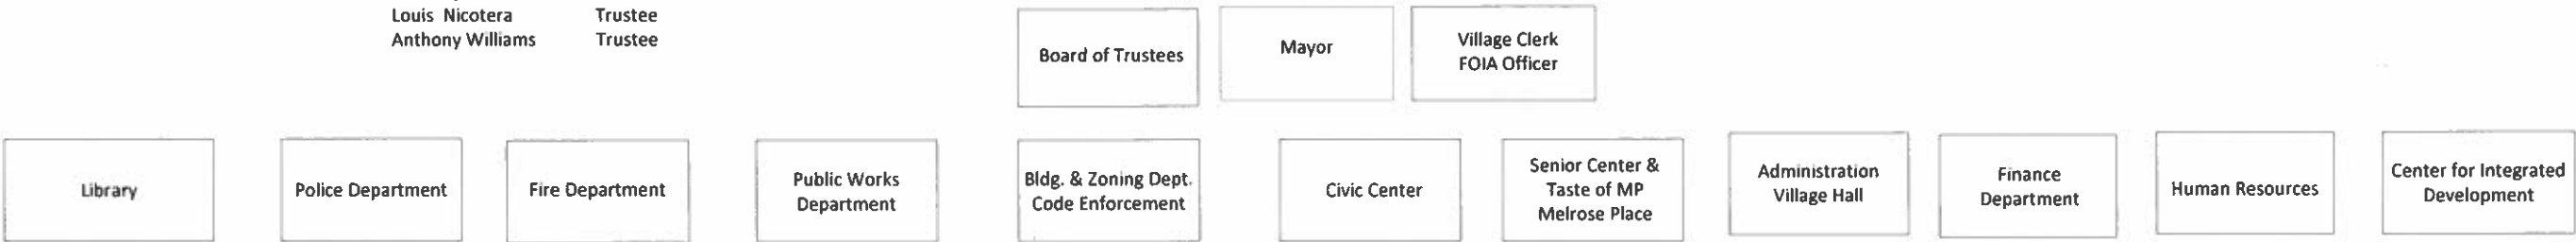 Louis Nicotera Trustee
Anthony Williams Trustee
Board of Trustees
Mayor
Village Clerk
FOIA Officer
Library
Police Department
Fire Department
Public Works
Department
Bldg. & Zoning Dept.
Code Enforcement
Civic Center
Senior Center &
Taste of MP
Melrose Place
Administration
Village Hall
Finance
Department
Human Resources
Center for Integrated
Development